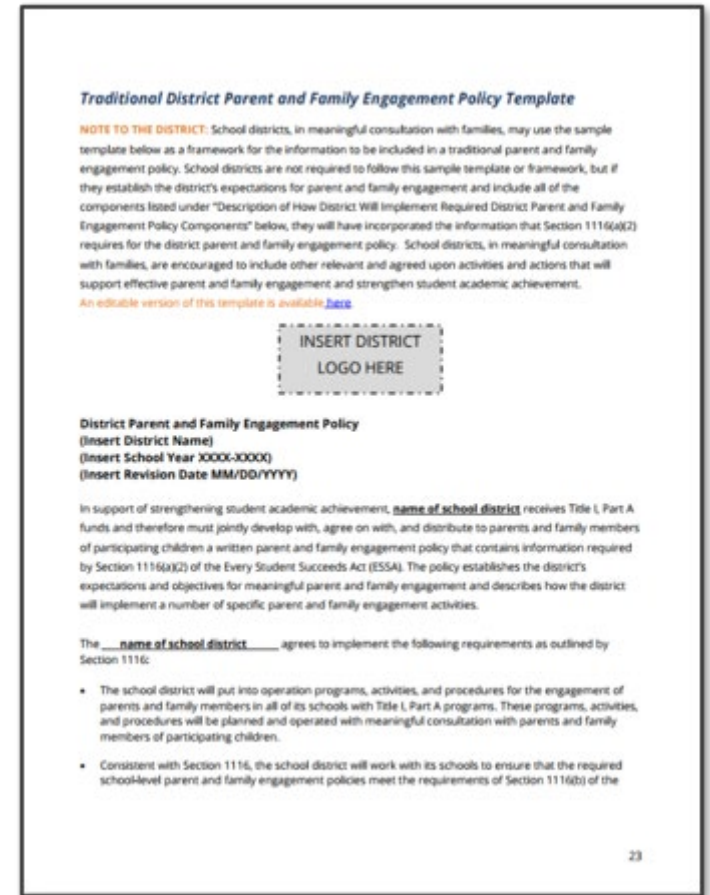 Traditional District Parent and Family Engagement Policy Template
NOTE TO THE DISTRICT: School districts, in meaningful consultation with families, may use the sample
template below as a framework for the information to be included in a traditional parent and family
engagement policy. School districts are not required to follow this sample template or framework, but if
they establish the district's expectations for parent and family engagement and include all of the
components listed under "Description of How District Will Implement Required District Parent and Family
Engagement Policy Components" below, they will have incorporated the information that Section 1116(a)(2)
requires for the district parent and family engagement policy. School districts, in meaningful consultation
with families, are encouraged to include other relevant and agreed upon activities and actions that will
support effective parent and family engagement and strengthen student academic achievement.
An editable version of this template is available here.
INSERT DISTRICT
LOGO HERE
District Parent and Family Engagement Policy
(Insert District Name)
(Insert School Year XXXX-XXXX)
(Insert Revision Date MM/DD/YYYY)
In support of strengthening student academic achievement, name of school district receives Title I, Part A
funds and therefore must jointly develop with, agree on with, and distribute to parents and family members
of participating children a written parent and family engagement policy that contains information required
by Section 1116(a)(2) of the Every Student Succeeds Act (ESSA). The policy establishes the district's
expectations and objectives for meaningful parent and family engagement and describes how the district
will implement a number of specific parent and family engagement activities.
The ___name of school district_____ agrees to implement the following requirements as outlined by
Section 1116:
• The school district will put into operation programs, activities, and procedures for the engagement of
parents and family members in all of its schools with Title I, Part A programs. These programs, activities,
and procedures will be planned and operated with meaningful consultation with parents and family
members of participating children.
• Consistent with Section 1116, the school district will work with its schools to ensure that the required
school-level parent and family engagement policies meet the requirements of Section 1116(b) of the
23